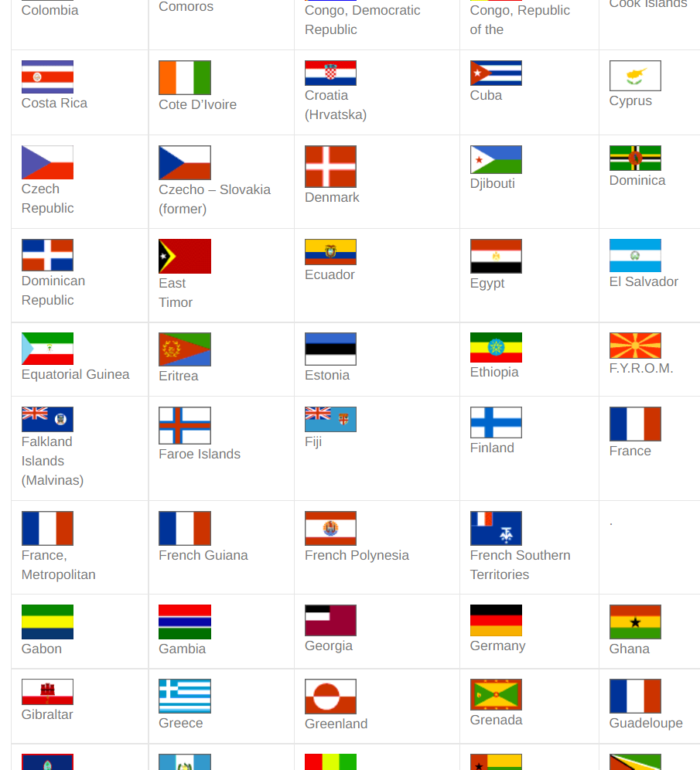 Colombia
Comoros
Congo, Democratic
Republic
Congo, Republic
of the
Cook Islands
Costa Rica
Cote D'Ivoire
Croatia
(Hrvatska)
Cuba
Cyprus
Czech
Republic
Czecho – Slovakia
(former)
Denmark
Djibouti
Dominica
Dominican
Republic
East
Timor
Ecuador
Egypt
El Salvador
Equatorial Guinea
Eritrea
Estonia
Ethiopia
F.Y.R.O.M.
Falkland
Islands
(Malvinas)
Faroe Islands
Fiji
Finland
France
France,
Metropolitan
French Guiana
French Polynesia
French Southern
Territories
.
Gabon
Gambia
Georgia
Germany
Ghana
Gibraltar
Greece
Greenland
Grenada
Guadeloupe